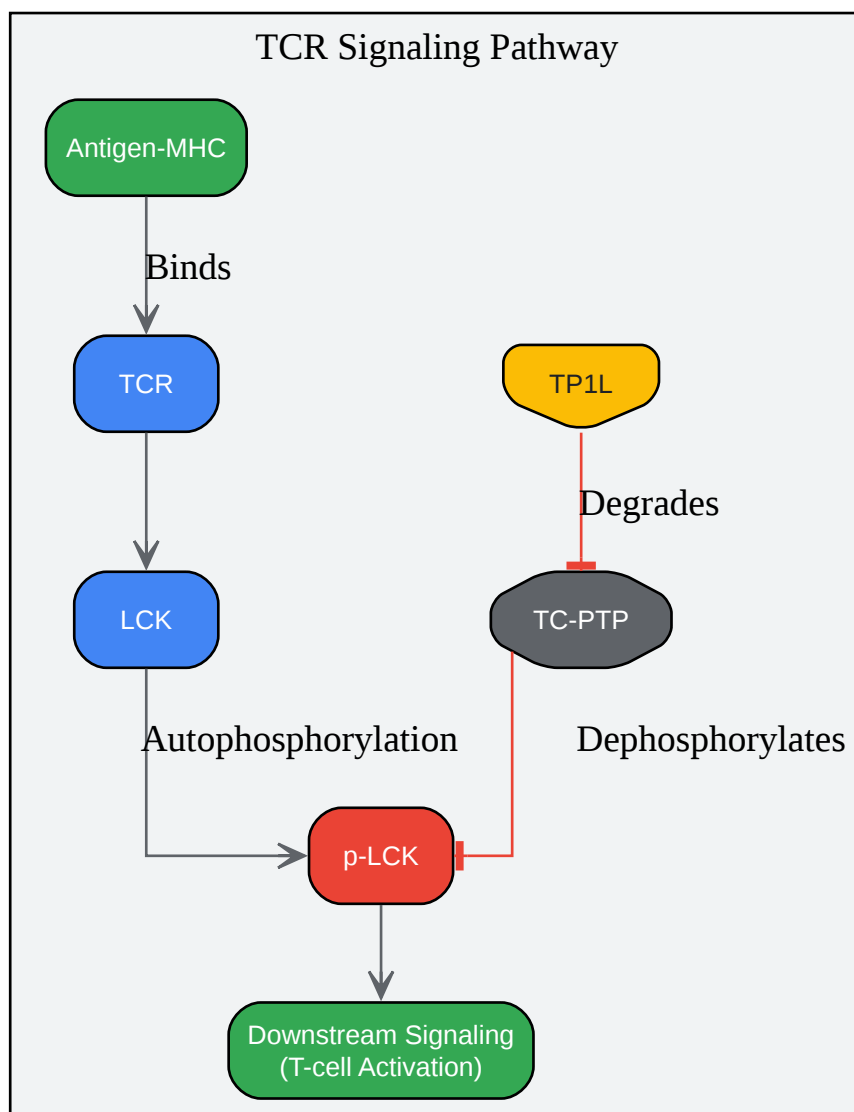 TCR Signaling Pathway
Antigen-MHC
Binds
TCR
TP1L
Degrades
LCK
TC-PTP
Autophosphorylation
Dephosphorylates
p-LCK
Downstream Signaling
(T-cell Activation)